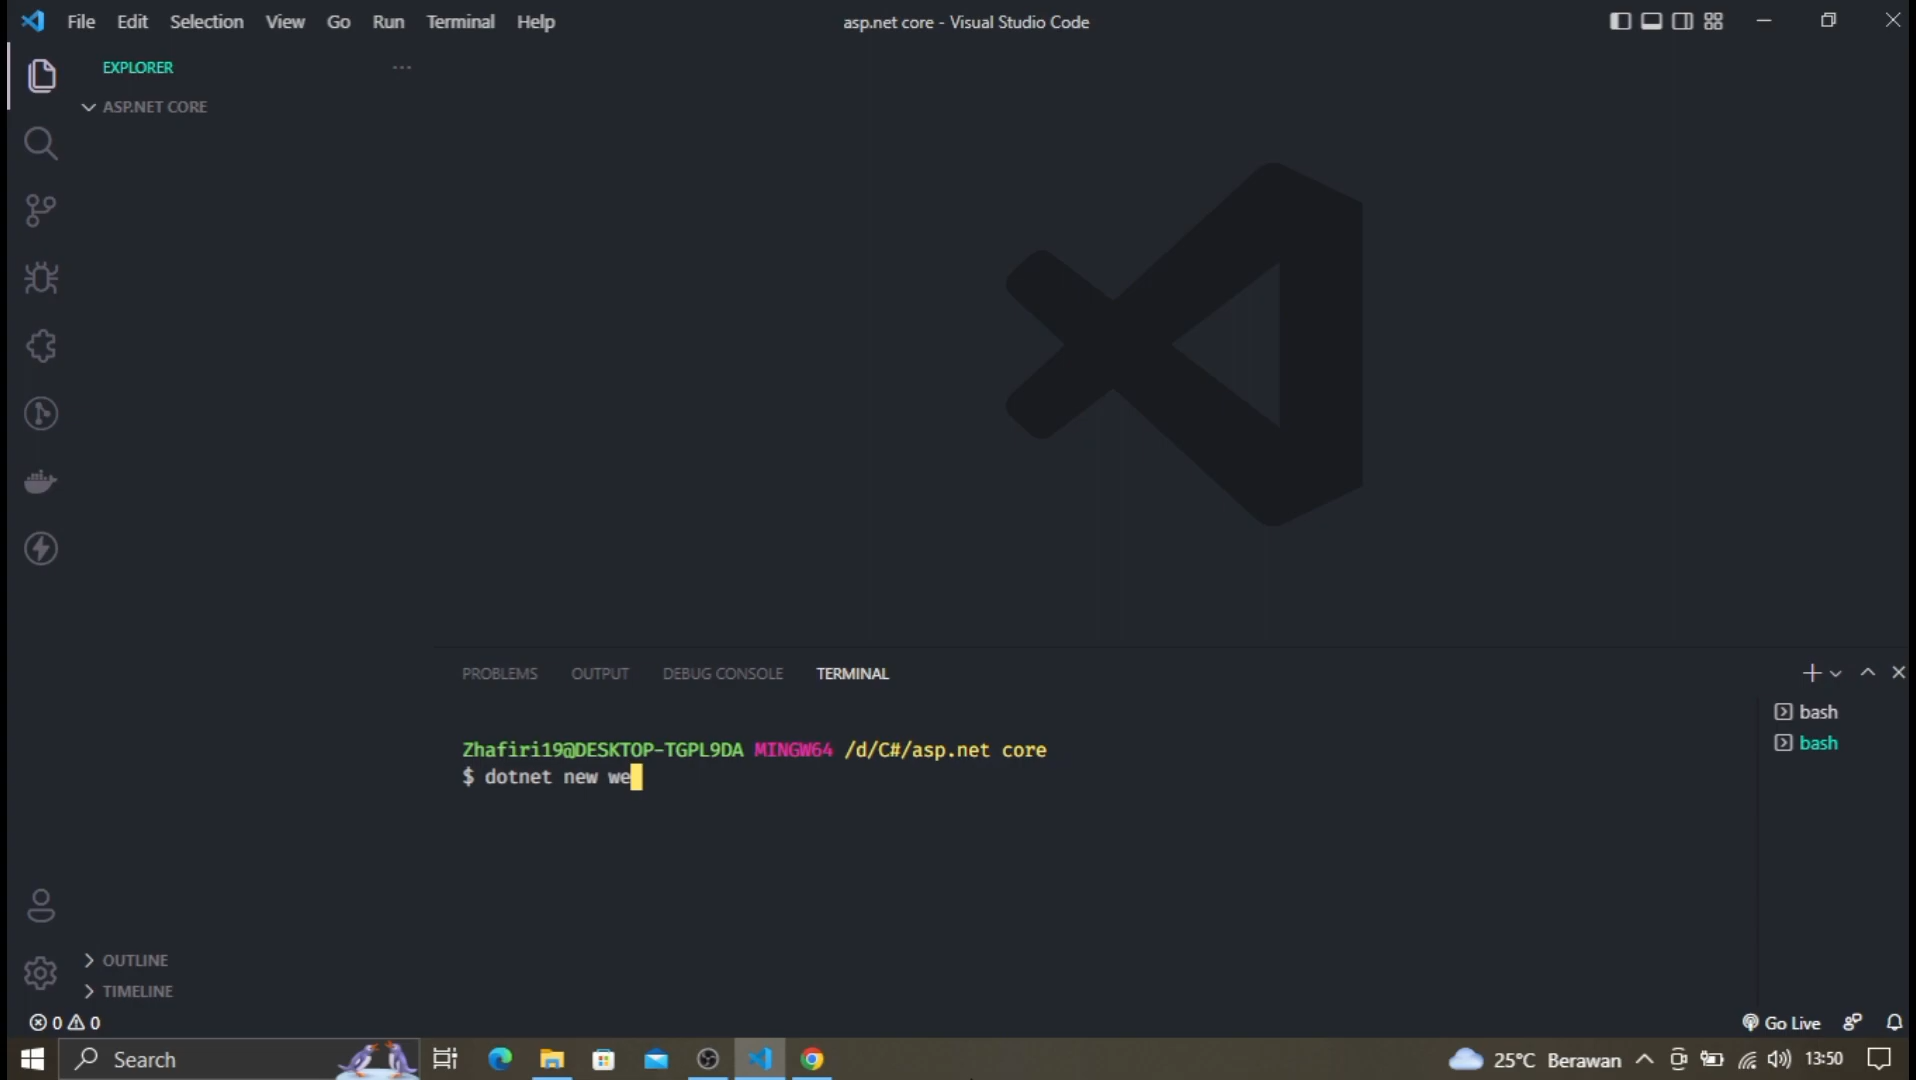 File Edit Selection View Go Run Terminal Help
asp.net core - Visual Studio Code
EXPLORER
ASP.NET CORE
PROBLEMS OUTPUT DEBUG CONSOLE TERMINAL
bash
bash
Zhafiri19@DESKTOP-TGPL9DA MINGW64 /d/C#/asp.net core
$ dotnet new we
OUTLINE
TIMELINE
0 0
Go Live
Search
25°C Berawan
13:50